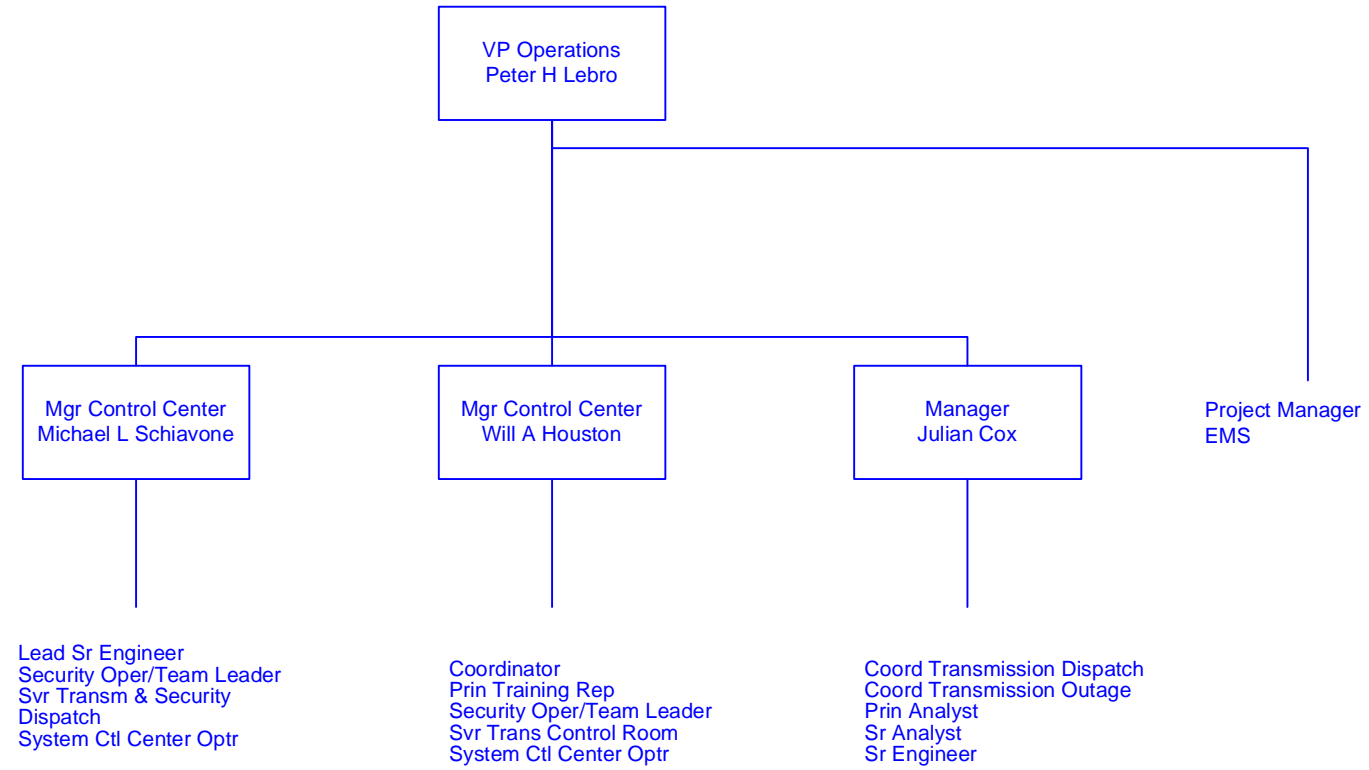 VP Operations
Peter H Lebro
Mgr Control Center
Michael L Schiavone
Mgr Control Center
Will A Houston
Manager
Julian Cox
Project Manager
EMS
Lead Sr Engineer
Security Oper/Team Leader
Svr Transm & Security
Dispatch
System Ctl Center Optr
Coordinator
Prin Training Rep
Security Oper/Team Leader
Svr Trans Control Room
System Ctl Center Optr
Coord Transmission Dispatch
Coord Transmission Outage
Prin Analyst
Sr Analyst
Sr Engineer